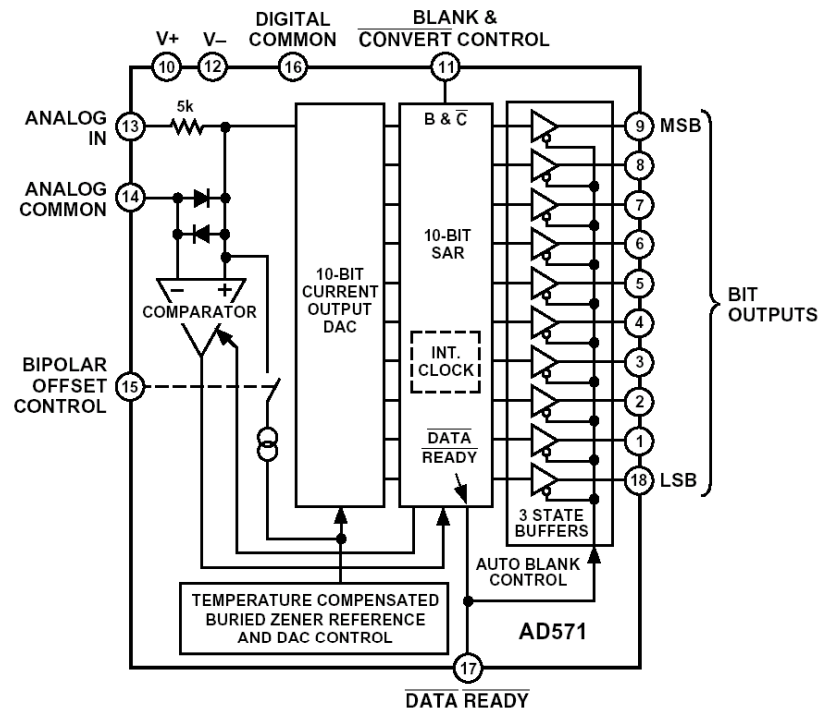 DIGITAL
COMMON
BLANK &
CONVERT CONTROL
V+
V–
10
12
16
11
5k
B & C
ANALOG
IN
13
9
MSB
8
ANALOG
COMMON
14
7
6
10-BIT
SAR
10-BIT
CURRENT
OUTPUT
DAC
–
+
COMPARATOR
5
BIT
OUTPUTS
4
INT.
CLOCK
3
BIPOLAR
OFFSET
CONTROL
15
2
1
DATA
READY
18
LSB
3 STATE
BUFFERS
AUTO BLANK
CONTROL
TEMPERATURE COMPENSATED
BURIED ZENER REFERENCE
AND DAC CONTROL
AD571
17
DATA READY